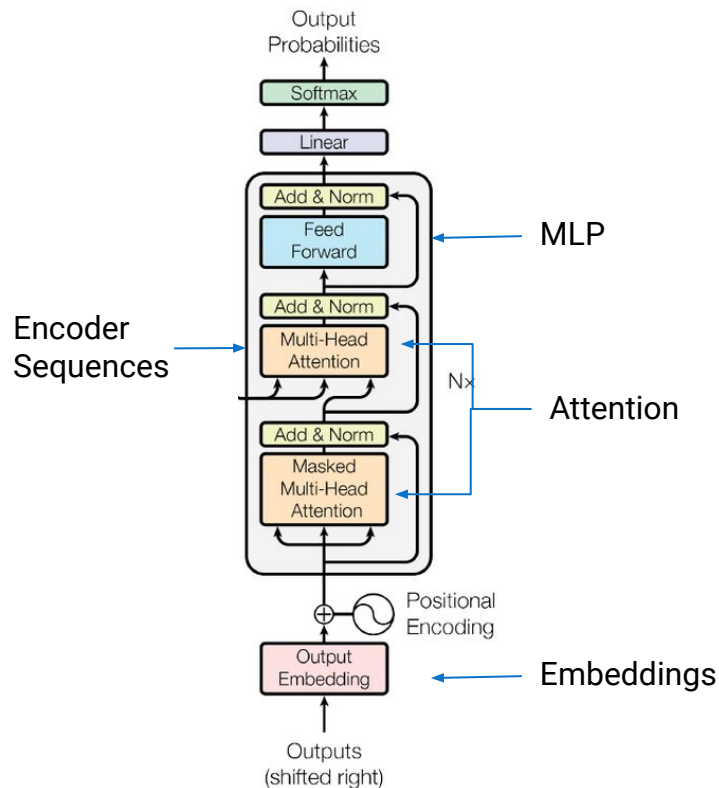 Output
Probabilities
Softmax
Linear
Add & Norm
Feed
Forward
MLP
Add & Norm
Encoder
Sequences
Multi-Head
Attention
N×
Attention
Add & Norm
Masked
Multi-Head
Attention
Positional
Encoding
Output
Embedding
Embeddings
Outputs
(shifted right)